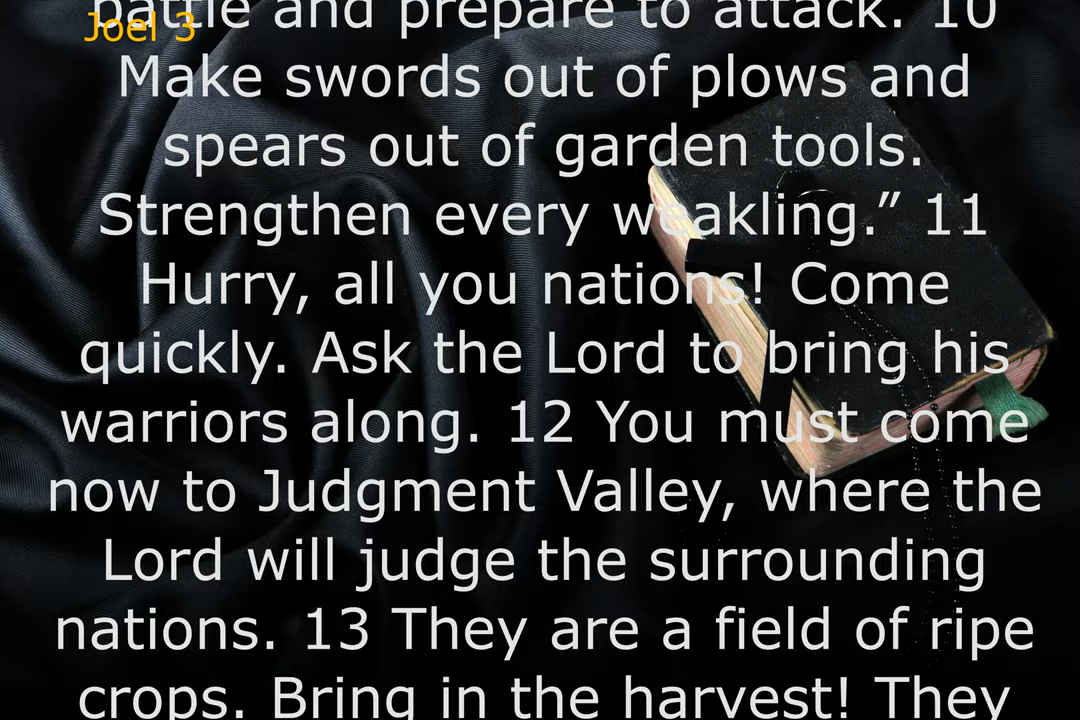 battle and prepare to attack. 10
Joel 3
Make swords out of plows and
spears out of garden tools.
Strengthen every weakling.” 11
Hurry, all you nations! Come
quickly. Ask the Lord to bring his
warriors along. 12 You must come
now to Judgment Valley, where the
Lord will judge the surrounding
nations. 13 They are a field of ripe
crops. Bring in the harvest! They